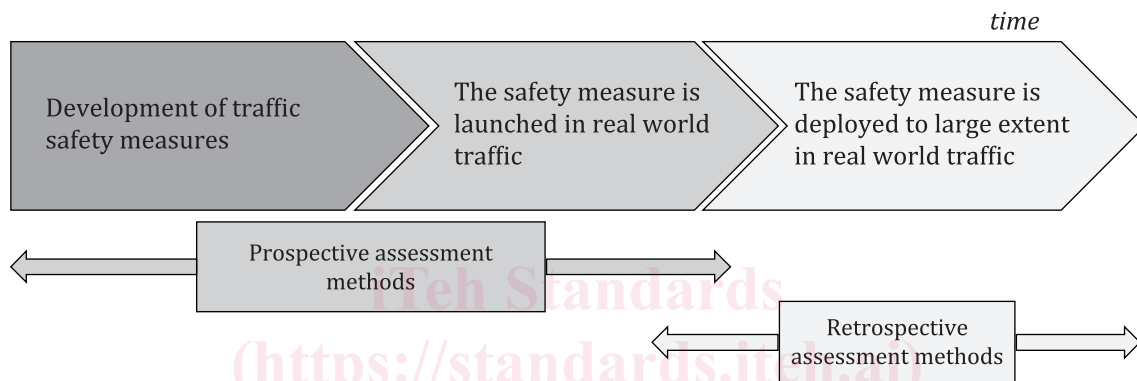 time
Development of traffic
safety measures
The safety measure is
launched in real world
traffic
The safety measure is
deployed to large extent
in real world traffic
Prospective assessment
methods
iTeh Standards
Retrospective
assessment methods
(https://standards.iteh.ai)